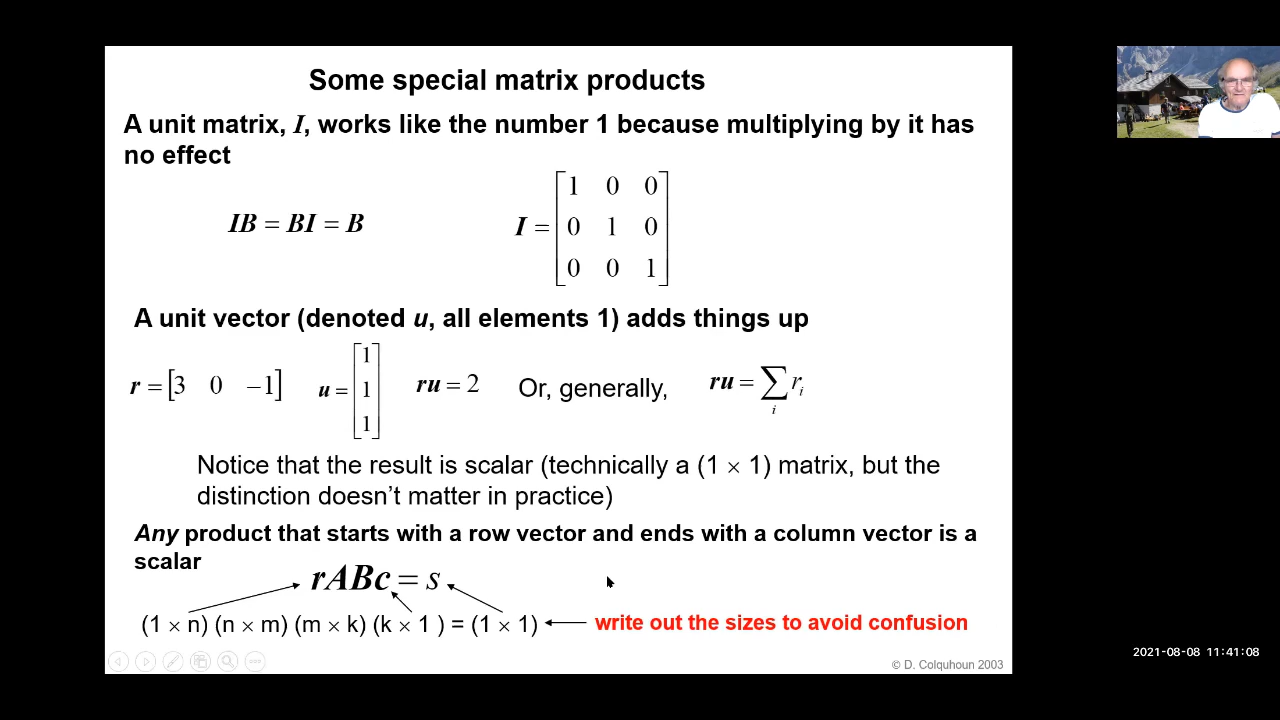 Some special matrix products
A unit matrix, I, works like the number 1 because multiplying by it has
no effect
IB = BI = B
I = [1 0 0
0 1 0
0 0 1]
A unit vector (denoted u, all elements 1) adds things up
r = [3 0 −1] u = [1 1 1] ru = 2 Or, generally, ru = ∑ᵢ rᵢ
Notice that the result is scalar (technically a (1 × 1) matrix, but the
distinction doesn't matter in practice)
Any product that starts with a row vector and ends with a column vector is a
scalar
rABc = s
(1 × n) (n × m) (m × k) (k × 1 ) = (1 × 1) write out the sizes to avoid confusion
© D. Colquhoun 2003
2021-08-08 11:41:08